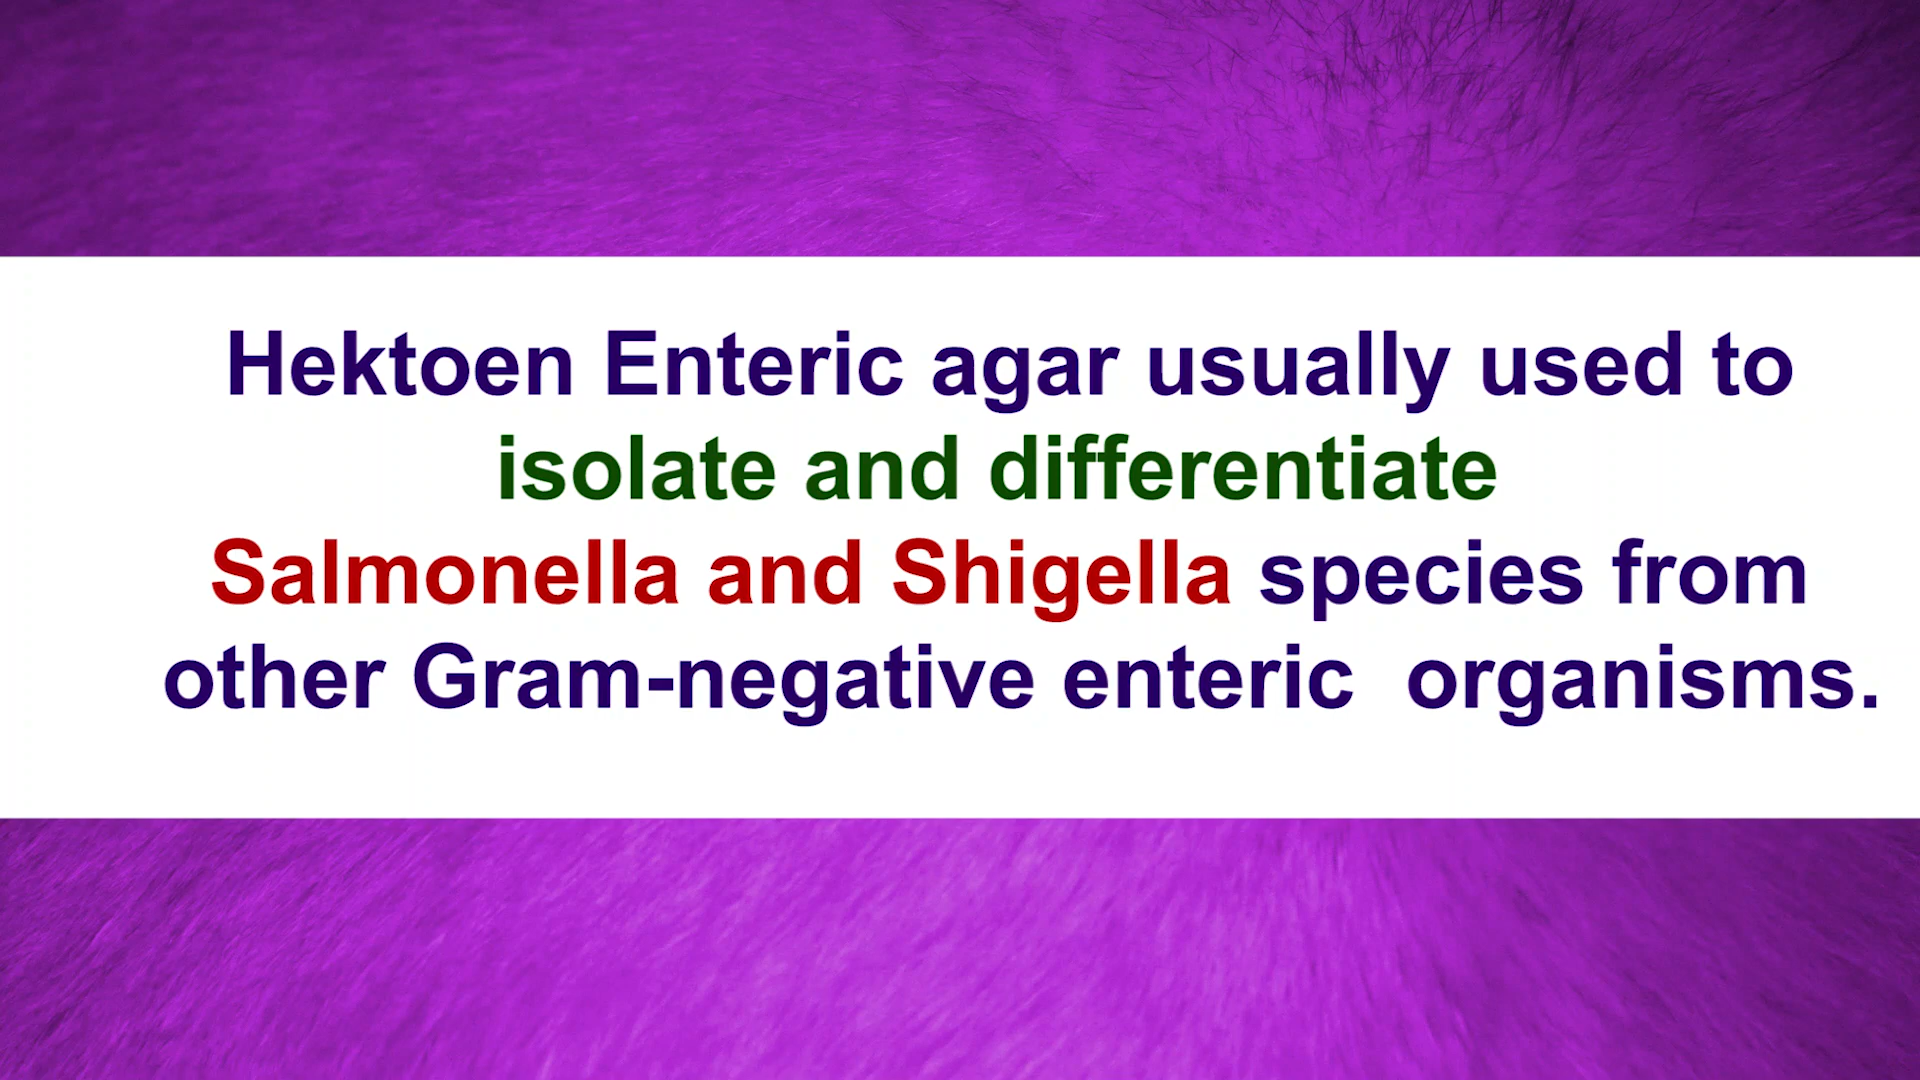 Hektoen Enteric agar usually used to
isolate and differentiate
Salmonella and Shigella species from
other Gram-negative enteric  organisms.